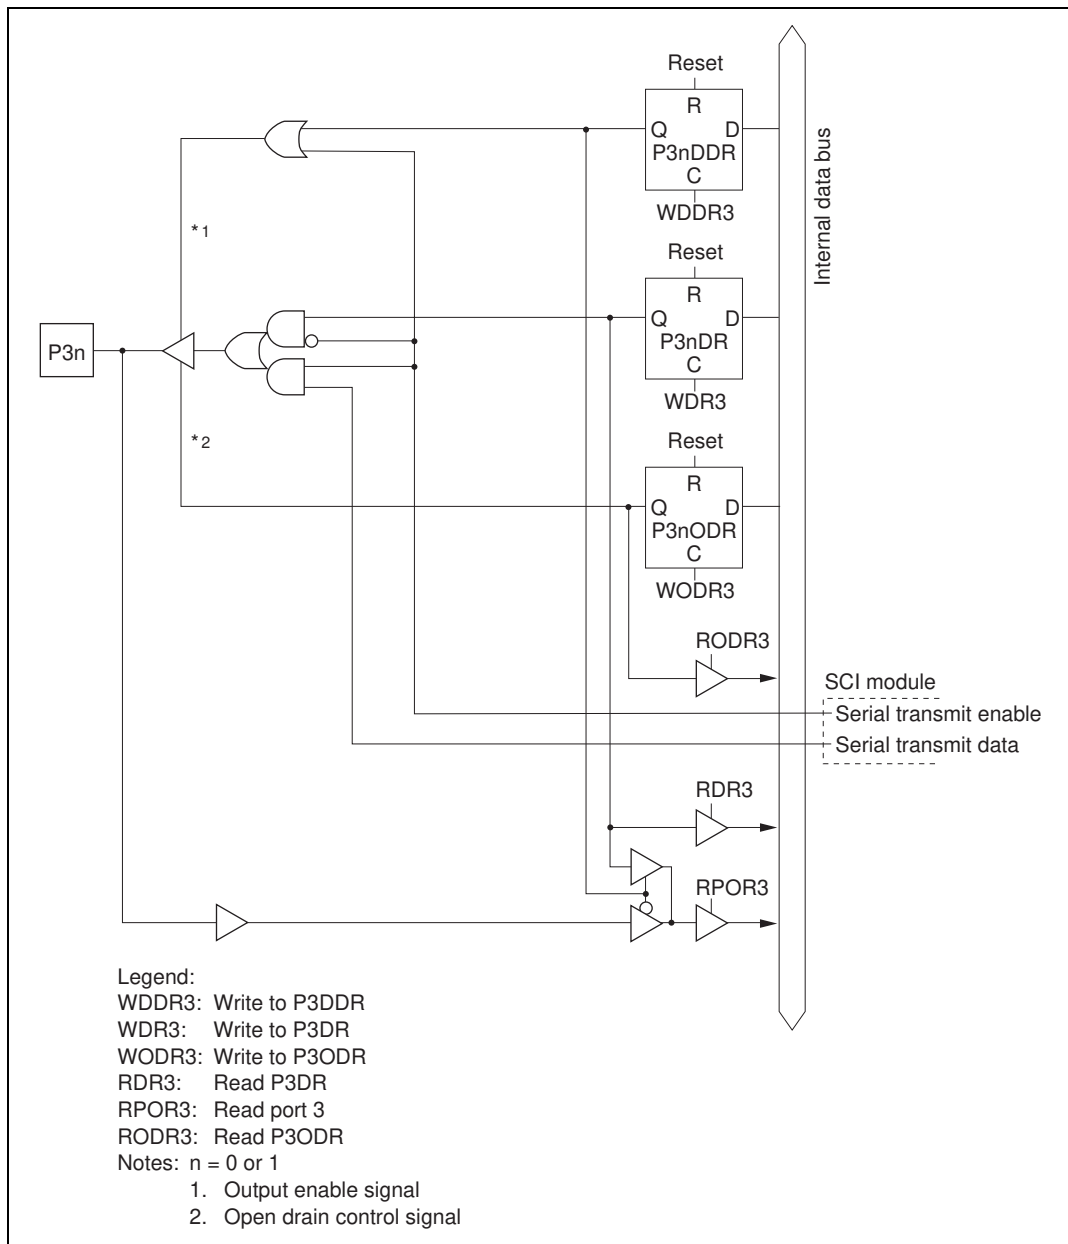 Reset
R
Q D
P3nDDR
C
WDDR3
Internal data bus
*1
Reset
R
Q D
P3nDR
C
WDR3
P3n
*2
Reset
R
Q D
P3nODR
C
WODR3
RODR3
SCI module
Serial transmit enable
Serial transmit data
RDR3
RPOR3
Legend:
WDDR3: Write to P3DDR
WDR3: Write to P3DR
WODR3: Write to P3ODR
RDR3: Read P3DR
RPOR3: Read port 3
RODR3: Read P3ODR
Notes: n = 0 or 1
1. Output enable signal
2. Open drain control signal